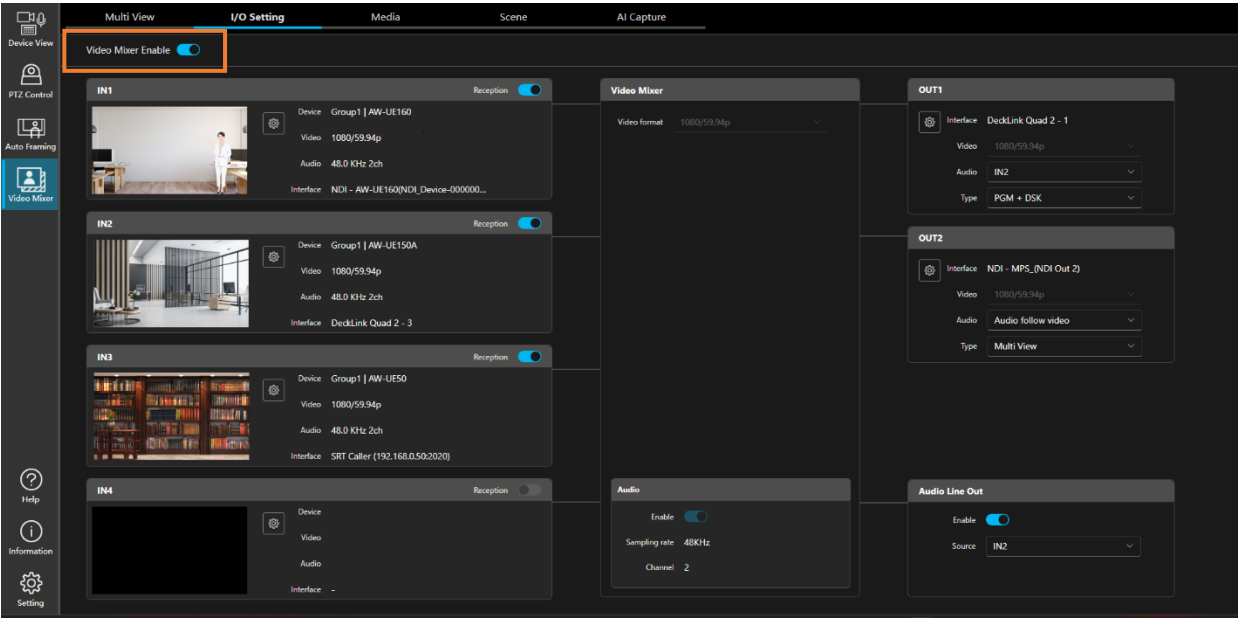 Multi View
I/O Setting
Media
Scene
AI Capture
Device View
PTZ Control
Auto Framing
Video Mixer
Help
Information
Setting
Video Mixer Enable
IN1
Reception
Device Group1 | AW-UE160
Video 1080/59.94p
Audio 48.0 KHz 2ch
Interface NDI - AW-UE160(NDI_Device-000000...
IN2
Reception
Device Group1 | AW-UE150A
Video 1080/59.94p
Audio 48.0 KHz 2ch
Interface DeckLink Quad 2 - 3
IN3
Reception
Device Group1 | AW-UE50
Video 1080/59.94p
Audio 48.0 KHz 2ch
Interface SRT Caller (192.168.0.50:2020)
IN4
Reception
Device
Video
Audio
Interface -
Video Mixer
Video format 1080/59.94p
Audio
Enable
Sampling rate 48KHz
Channel 2
OUT1
Interface DeckLink Quad 2 - 1
Video 1080/59.94p
Audio IN2
Type PGM + DSK
OUT2
Interface NDI - MPS_(NDI Out 2)
Video 1080/59.94p
Audio Audio follow video
Type Multi View
Audio Line Out
Enable
Source IN2